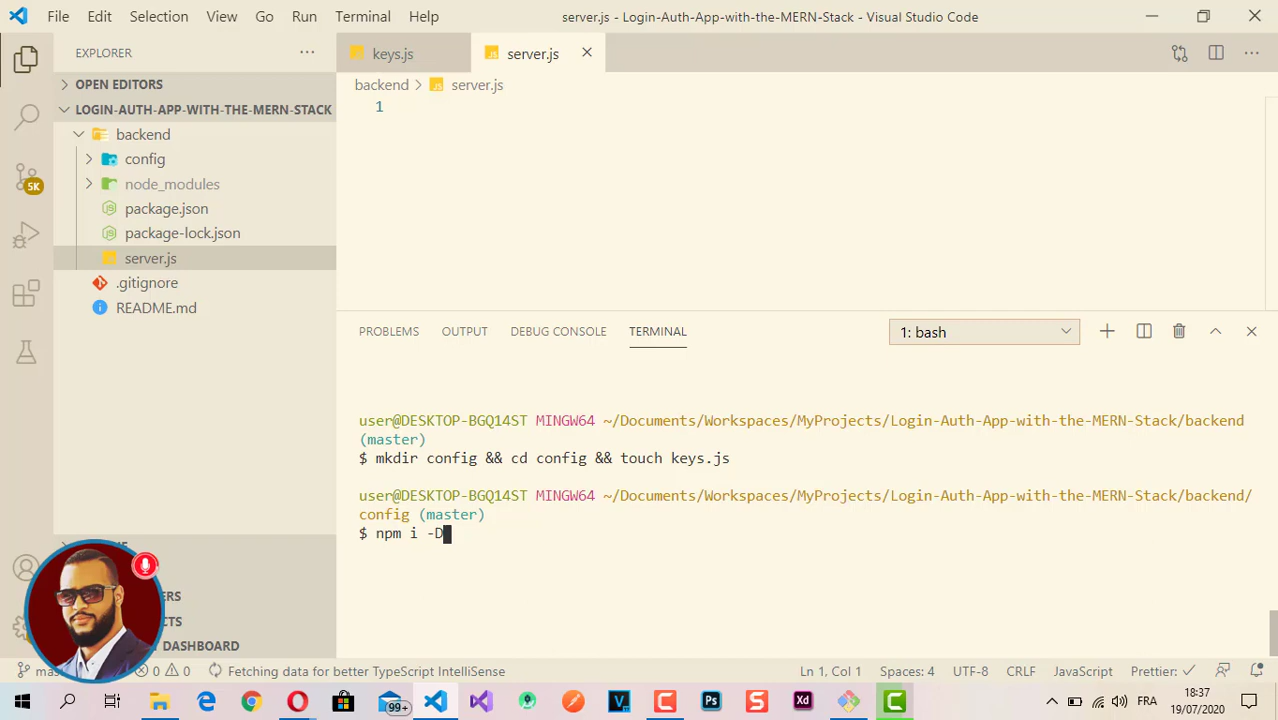 File Edit Selection View Go Run Terminal Help
server.js - Login-Auth-App-with-the-MERN-Stack - Visual Studio Code
EXPLORER
OPEN EDITORS
LOGIN-AUTH-APP-WITH-THE-MERN-STACK
backend
config
node_modules
package.json
package-lock.json
server.js
.gitignore
README.md
5K
keys.js
server.js
backend > server.js
1
PROBLEMS OUTPUT DEBUG CONSOLE TERMINAL
1: bash
user@DESKTOP-BGQ14ST MINGW64 ~/Documents/Workspaces/MyProjects/Login-Auth-App-with-the-MERN-Stack/backend
(master)
$ mkdir config && cd config && touch keys.js
user@DESKTOP-BGQ14ST MINGW64 ~/Documents/Workspaces/MyProjects/Login-Auth-App-with-the-MERN-Stack/backend/
config (master)
$ npm i -D
DASHBOARD
0 0 Fetching data for better TypeScript IntelliSense
Ln 1, Col 1 Spaces: 4 UTF-8 CRLF JavaScript Prettier: ✓
99+
Ps
Xd
FRA
18:37
19/07/2020